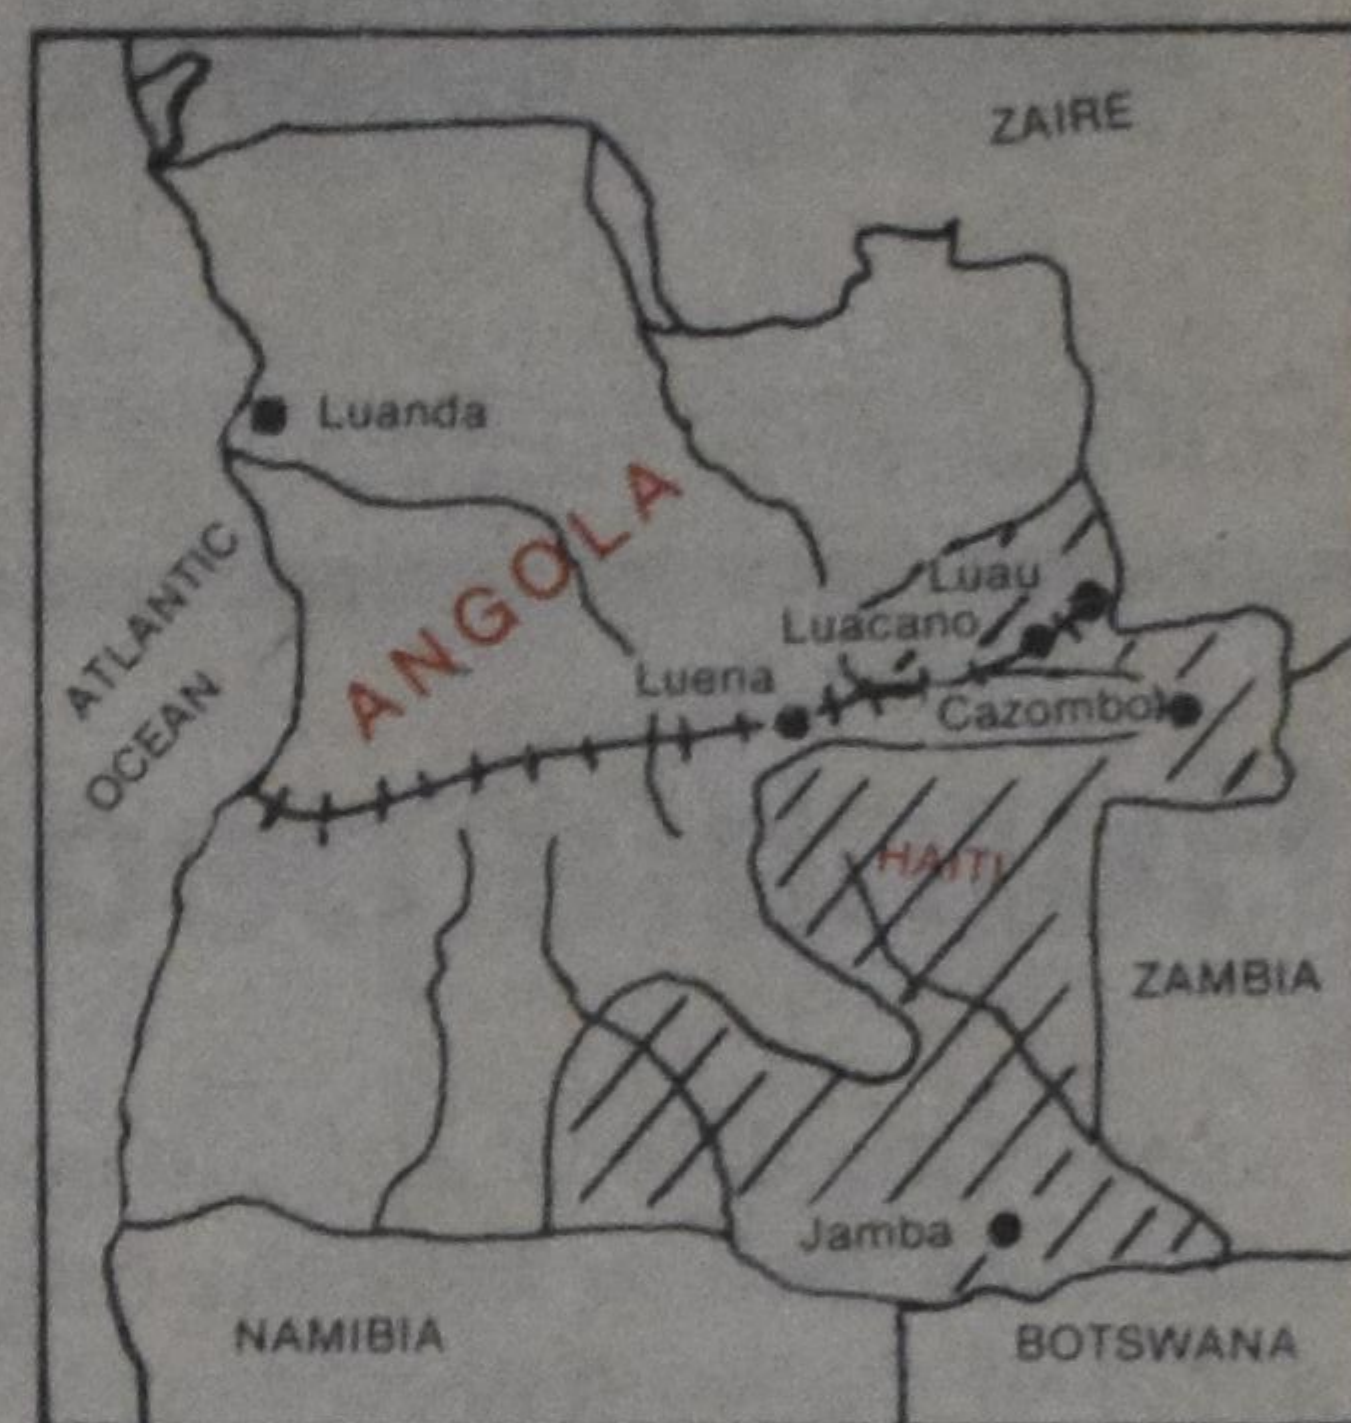 ZAIRE
Luanda
ANGOLA
ATLANTIC
OCEAN
Luau
Luacano
Luena
Cazombo
HAITI
ZAMBIA
Jamba
NAMIBIA
BOTSWANA